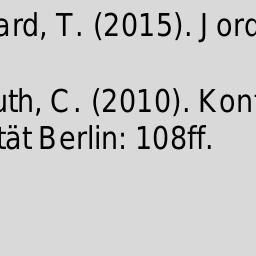 ard, T. (2015). Jord
uth, C. (2010). Kont
tät Berlin: 108ff.